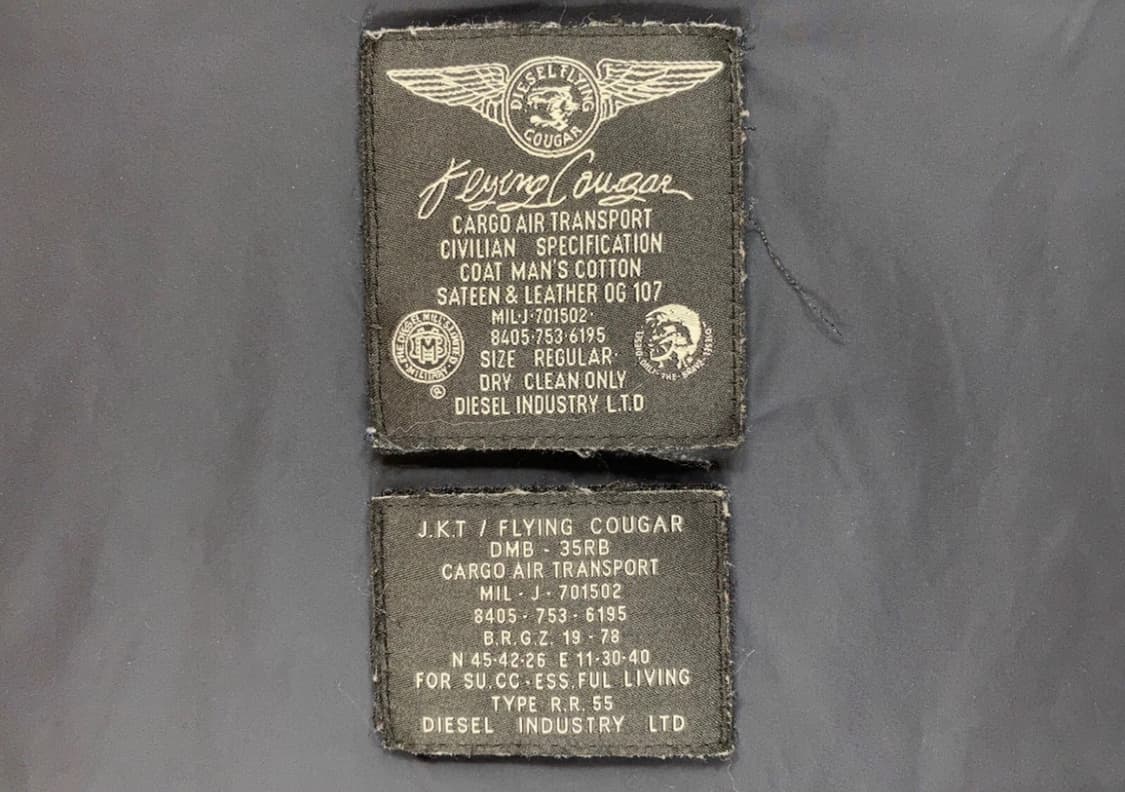 DIESEL FLYING
COUGAR
Flying Cougar
CARGO AIR TRANSPORT
CIVILIAN SPECIFICATION
COAT MAN'S COTTON
SATEEN & LEATHER OG 107
MIL·J·701502·
8405·753·6195
SIZE REGULAR·
DRY CLEAN ONLY
DIESEL INDUSTRY L.T.D
MILITARY
®
J.K.T / FLYING COUGAR
DMB - 35RB
CARGO AIR TRANSPORT
MIL - J - 701502
8405 - 753 - 6195
B.R.G.Z. 19 - 78
N 45·42·26 E 11·30·40
FOR SU.CC·ESS.FUL LIVING
TYPE R.R. 55
DIESEL INDUSTRY LTD